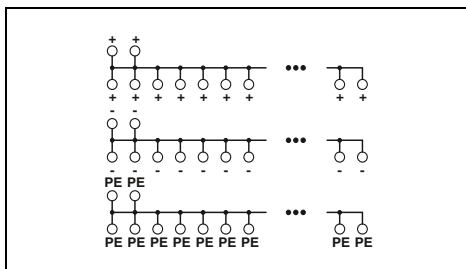 + +
+ + + + + + + + +
- -
- - - - - - - - -
PE PE
PE PE PE PE PE PE PE PE PE